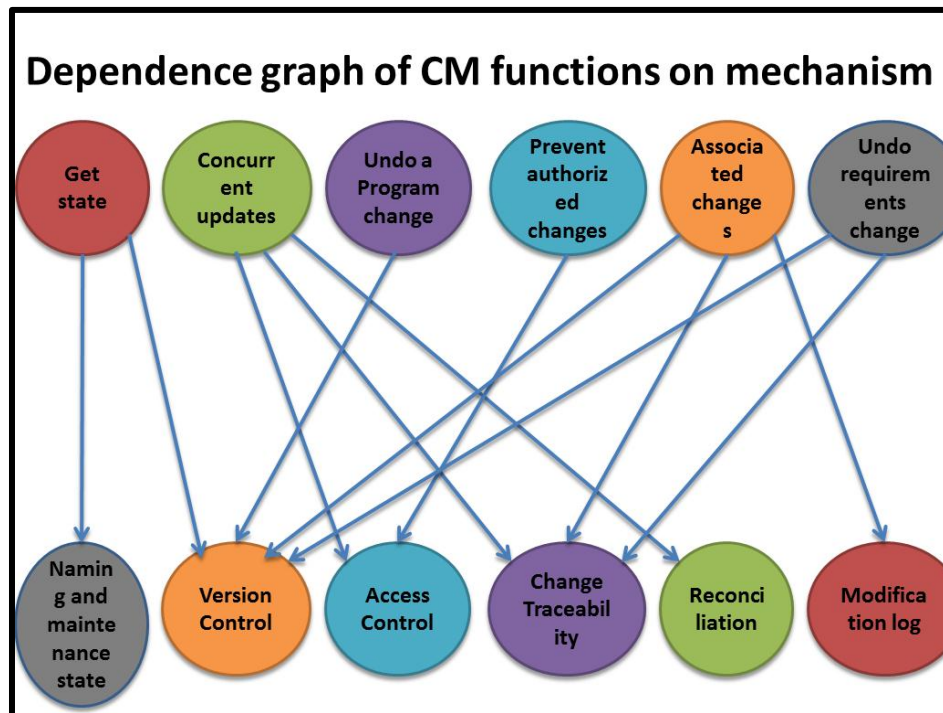 Dependence graph of CM functions on mechanism
Get
state
Concurr
ent
updates
Undo a
Program
change
Prevent
authoriz
ed
changes
Associa
ted
change
s
Undo
requirem
ents
change
Namin
g and
mainte
nance
state
Version
Control
Access
Control
Change
Traceabi
lity
Reconci
liation
Modifica
tion log